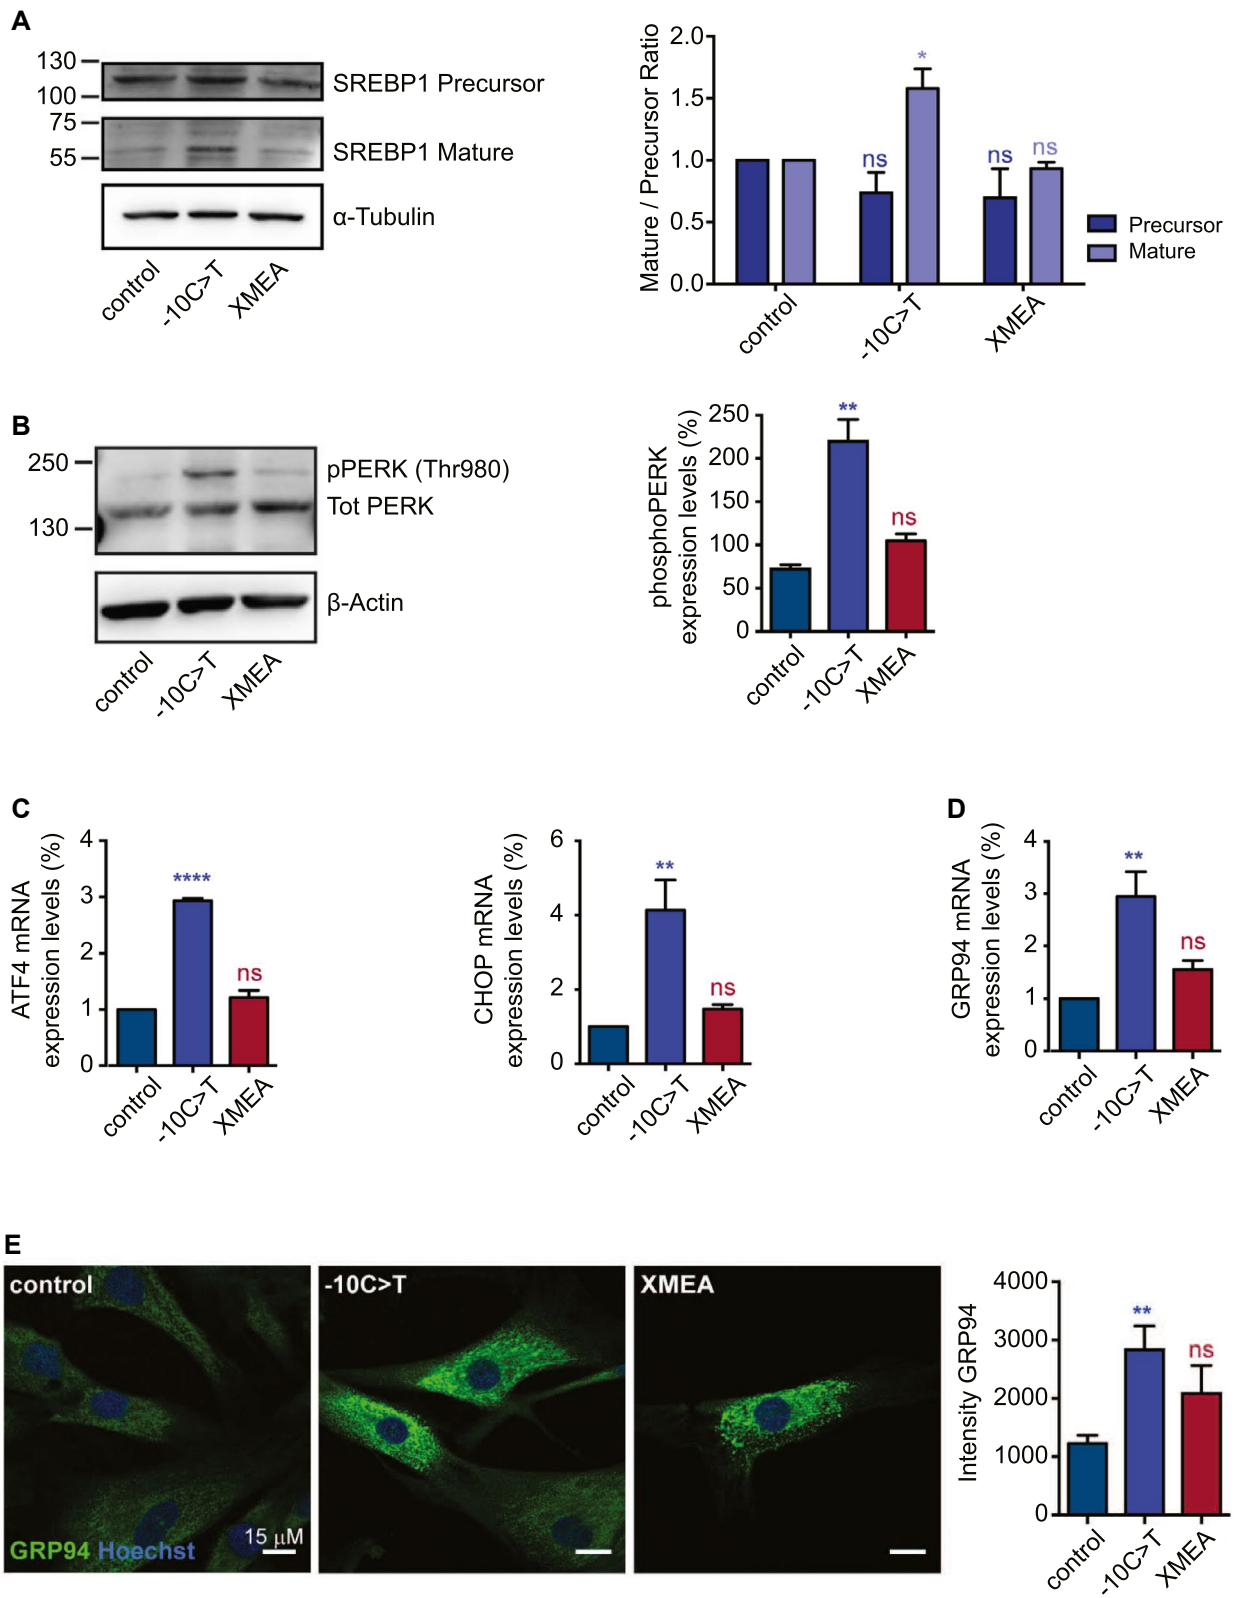 A
130
100
75
55
SREBP1 Precursor
SREBP1 Mature
α-Tubulin
control
-10C>T
XMEA
Mature / Precursor Ratio
2.0
1.5
1.0
0.5
0.0
ns
*
ns
ns
control
-10C>T
XMEA
Precursor
Mature
B
250
130
pPERK (Thr980)
Tot PERK
β-Actin
control
-10C>T
XMEA
phosphoPERK
expression levels (%)
250
200
150
100
50
0
**
ns
control
-10C>T
XMEA
C
ATF4 mRNA
expression levels (%)
4
3
2
1
0
****
ns
control
-10C>T
XMEA
CHOP mRNA
expression levels (%)
6
4
2
0
**
ns
control
-10C>T
XMEA
D
GRP94 mRNA
expression levels (%)
4
3
2
1
0
**
ns
control
-10C>T
XMEA
E
control
GRP94 Hoechst
15 μM
-10C>T
XMEA
Intensity GRP94
4000
3000
2000
1000
0
**
ns
control
-10C>T
XMEA